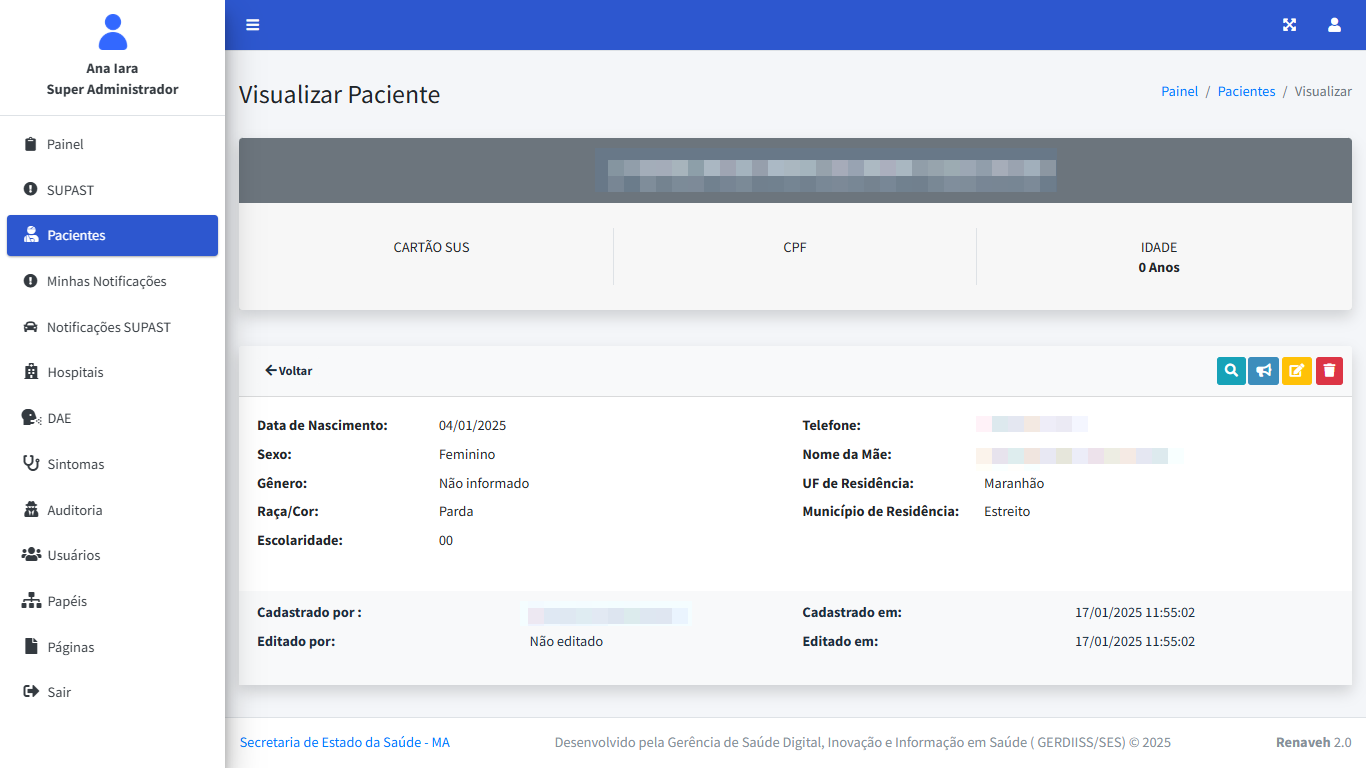 Ana Iara
Super Administrador
Painel
SUPAST
Pacientes
Minhas Notificações
Notificações SUPAST
Hospitais
DAE
Sintomas
Auditoria
Usuários
Papéis
Páginas
Sair
Visualizar Paciente
Painel / Pacientes / Visualizar
CARTÃO SUS
CPF
IDADE
0 Anos
Voltar
Data de Nascimento: 04/01/2025
Sexo: Feminino
Gênero: Não informado
Raça/Cor: Parda
Escolaridade: 00
Telefone:
Nome da Mãe:
UF de Residência: Maranhão
Município de Residência: Estreito
Cadastrado por :
Cadastrado em: 17/01/2025 11:55:02
Editado por: Não editado
Editado em: 17/01/2025 11:55:02
Secretaria de Estado da Saúde - MA
Desenvolvido pela Gerência de Saúde Digital, Inovação e Informação em Saúde ( GERDIISS/SES) © 2025
Renaveh 2.0